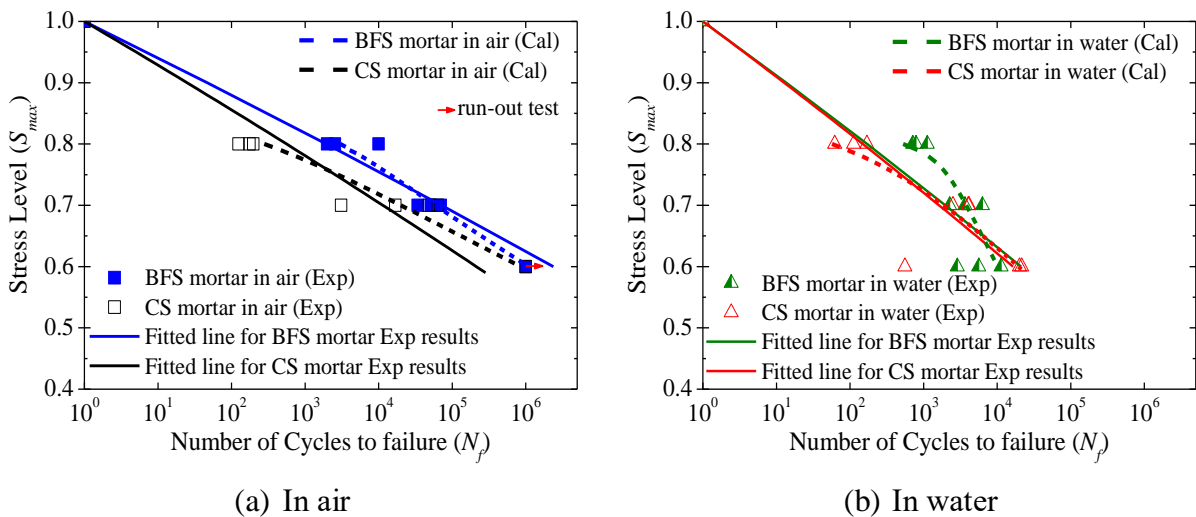 1.0
0.9
0.8
0.7
0.6
0.5
0.4
Stress Level (S_max)
BFS mortar in air (Cal)
CS mortar in air (Cal)
run-out test
BFS mortar in air (Exp)
CS mortar in air (Exp)
Fitted line for BFS mortar Exp results
Fitted line for CS mortar Exp results
10^0 10^1 10^2 10^3 10^4 10^5 10^6
Number of Cycles to failure (N_f)
(a) In air
1.0
0.9
0.8
0.7
0.6
0.5
0.4
Stress Level (S_max)
BFS mortar in water (Cal)
CS mortar in water (Cal)
BFS mortar in water (Exp)
CS mortar in water (Exp)
Fitted line for BFS mortar Exp results
Fitted line for CS mortar Exp results
10^0 10^1 10^2 10^3 10^4 10^5 10^6
Number of Cycles to failure (N_f)
(b) In water